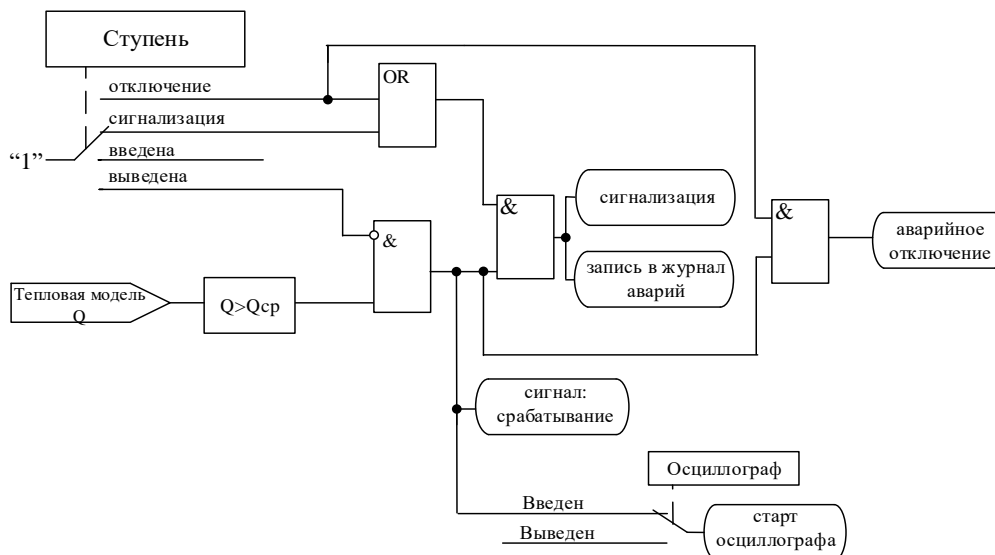 Ступень
отключение
сигнализация
“1”
введена
выведена
OR
&
&
&
сигнализация
запись в журнал
аварий
аварийное
отключение
Тепловая модель
Q
Q>Qср
сигнал:
срабатывание
Осциллограф
Введен
Выведен
старт
осциллографа